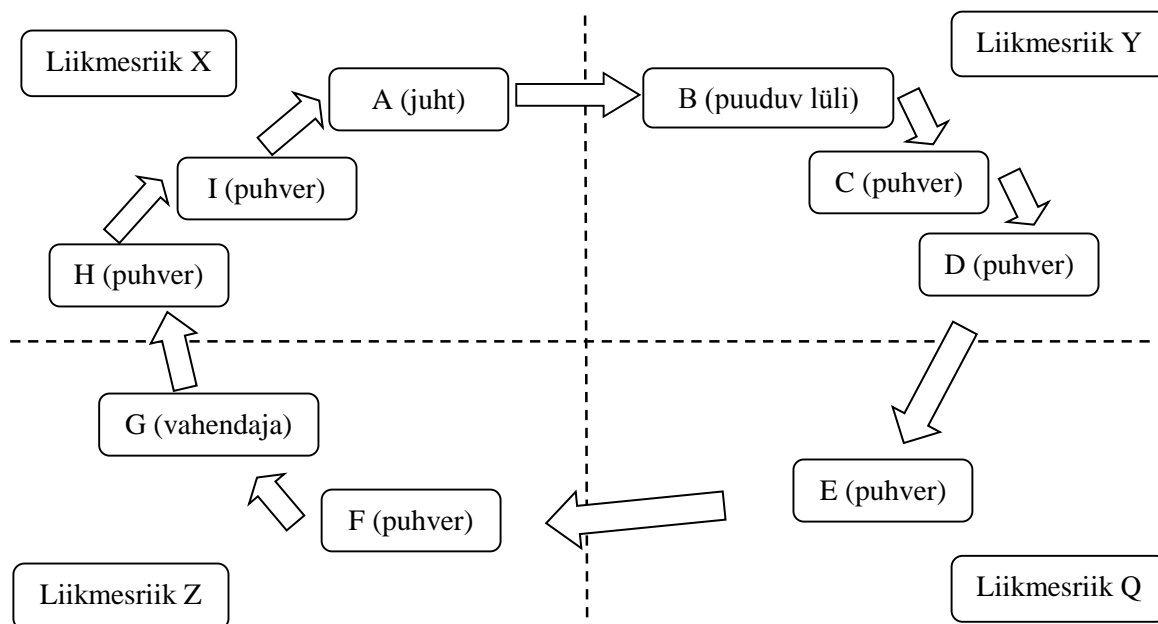 Liikmesriik X
Liikmesriik Y
A (juht)
B (puuduv lüli)
I (puhver)
C (puhver)
H (puhver)
D (puhver)
G (vahendaja)
E (puhver)
F (puhver)
Liikmesriik Z
Liikmesriik Q